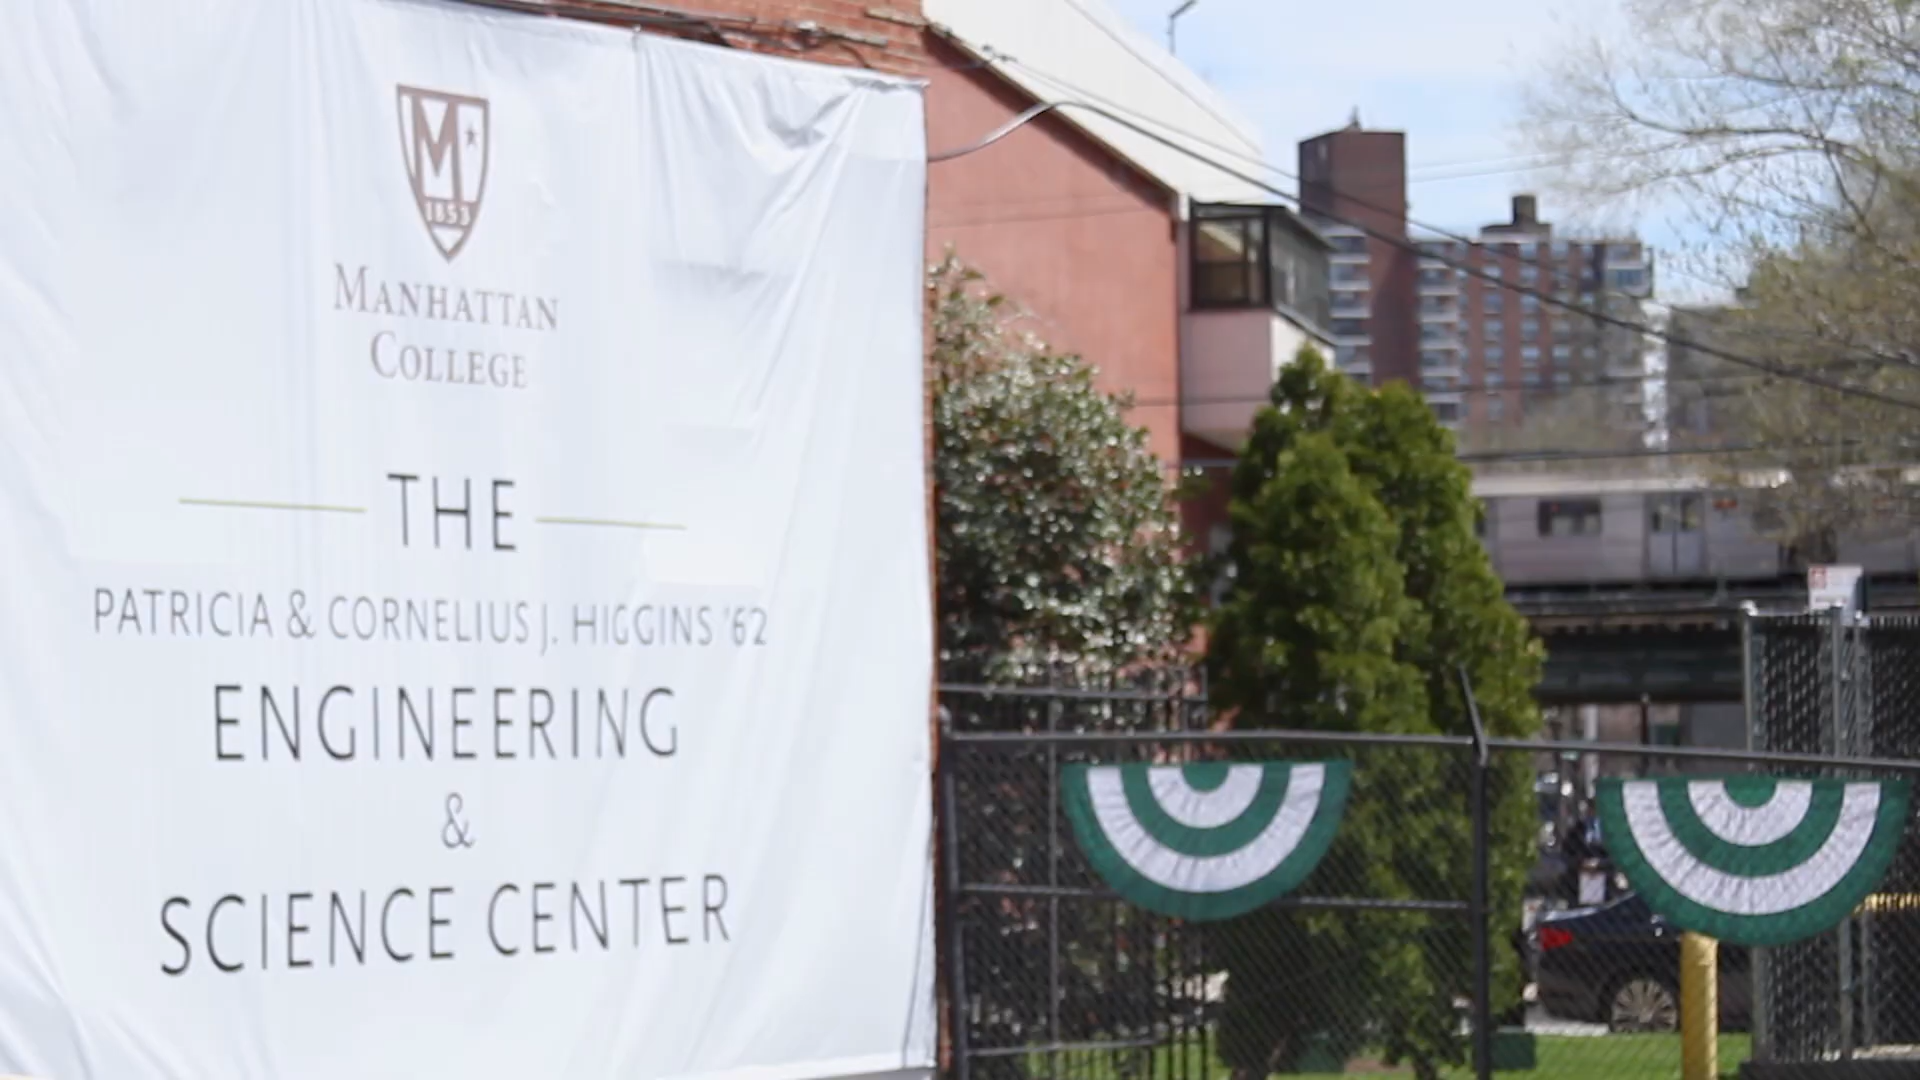 M
1853
MANHATTAN
COLLEGE
THE
PATRICIA & CORNELIUS J. HIGGINS '62
ENGINEERING
&
SCIENCE CENTER